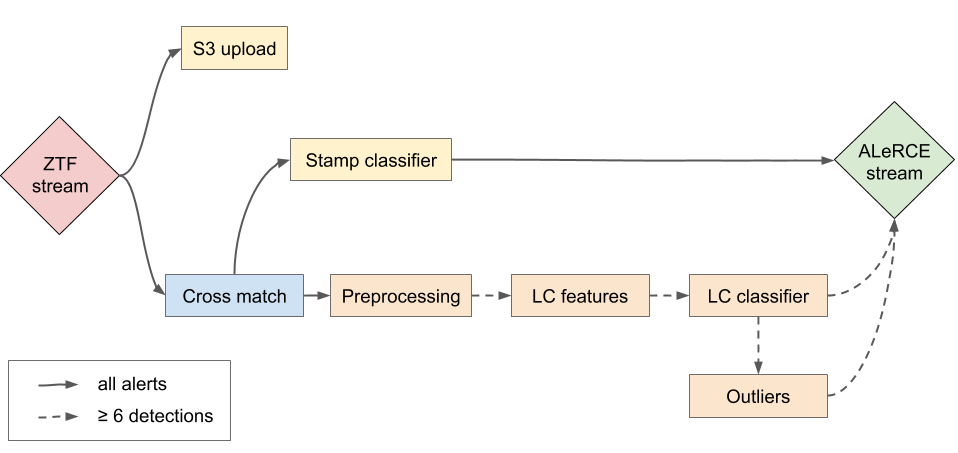 S3 upload
ZTF
stream
Stamp classifier
ALeRCE
stream
Cross match
Preprocessing
LC features
LC classifier
Outliers
all alerts
≥ 6 detections